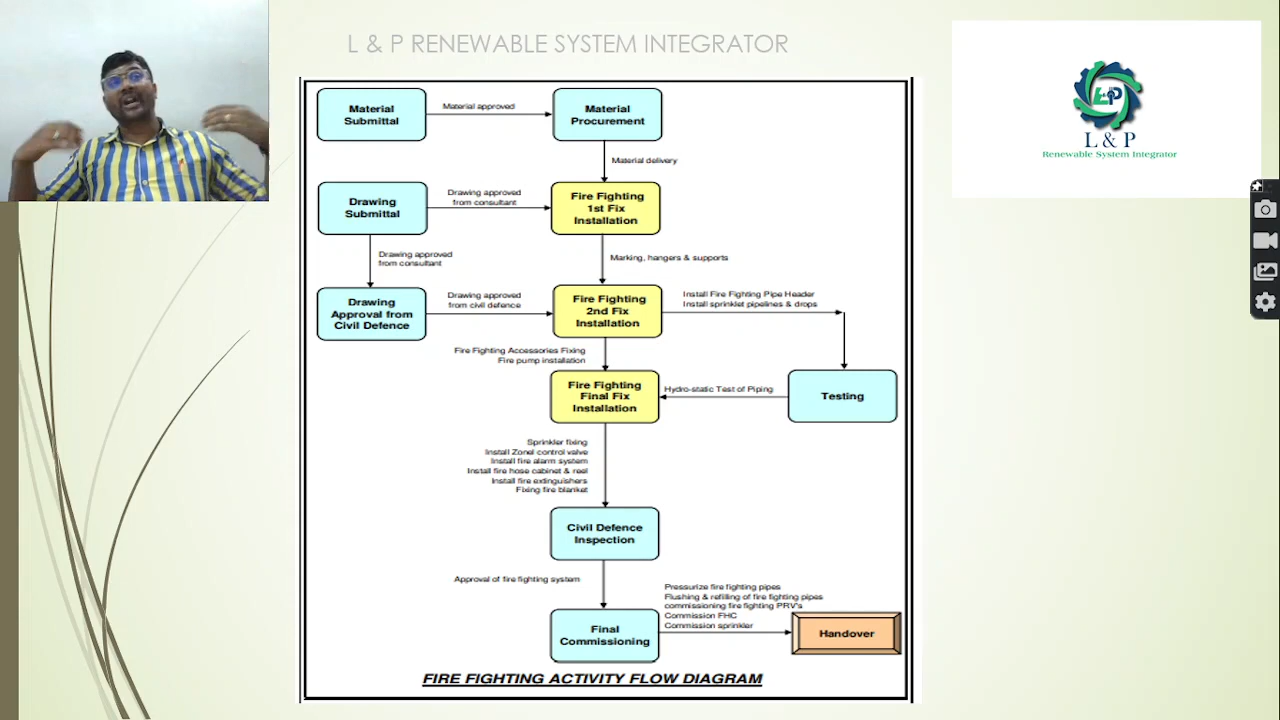 L & P RENEWABLE SYSTEM INTEGRATOR
L&P
L & P
Renewable System Integrator
Material
Submittal
Material approved
Material
Procurement
Material delivery
Drawing
Submittal
Drawing approved
from consultant
Fire Fighting
1st Fix
Installation
Drawing approved
from consultant
Marking, hangers & supports
Drawing
Approval from
Civil Defence
Drawing approved
from civil defence
Fire Fighting
2nd Fix
Installation
Install Fire Fighting Pipe Header
Install sprinklet pipelines & drops
Fire Fighting Accessories Fixing
Fire pump installation
Fire Fighting
Final Fix
Installation
Hydro-static Test of Piping
Testing
Sprinkler fixing
Install Zonel control valve
Install fire alarm system
Install fire hose cabinet & reel
Install fire extinguishers
Fixing fire blanket
Civil Defence
Inspection
Approval of fire fighting system
Final
Commissioning
Pressurize fire fighting pipes
Flushing & refilling of fire fighting pipes
commissioning fire fighting PRV's
Commission FHC
Commission sprinkler
Handover
FIRE FIGHTING ACTIVITY FLOW DIAGRAM